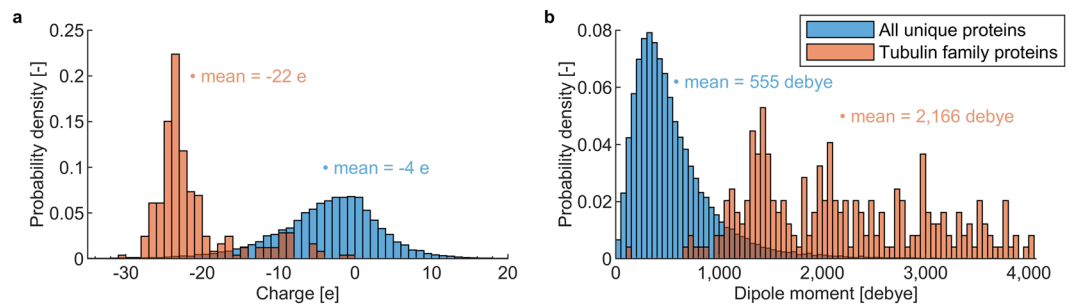 a
Probability density [-]
0.25
0.2
0.15
0.1
0.05
0
• mean = -22 e
• mean = -4 e
-30
-20
-10
0
10
20
Charge [e]
b
Probability density [-]
0.08
0.06
0.04
0.02
0
All unique proteins
Tubulin family proteins
• mean = 555 debye
• mean = 2,166 debye
0
1,000
2,000
3,000
4,000
Dipole moment [debye]